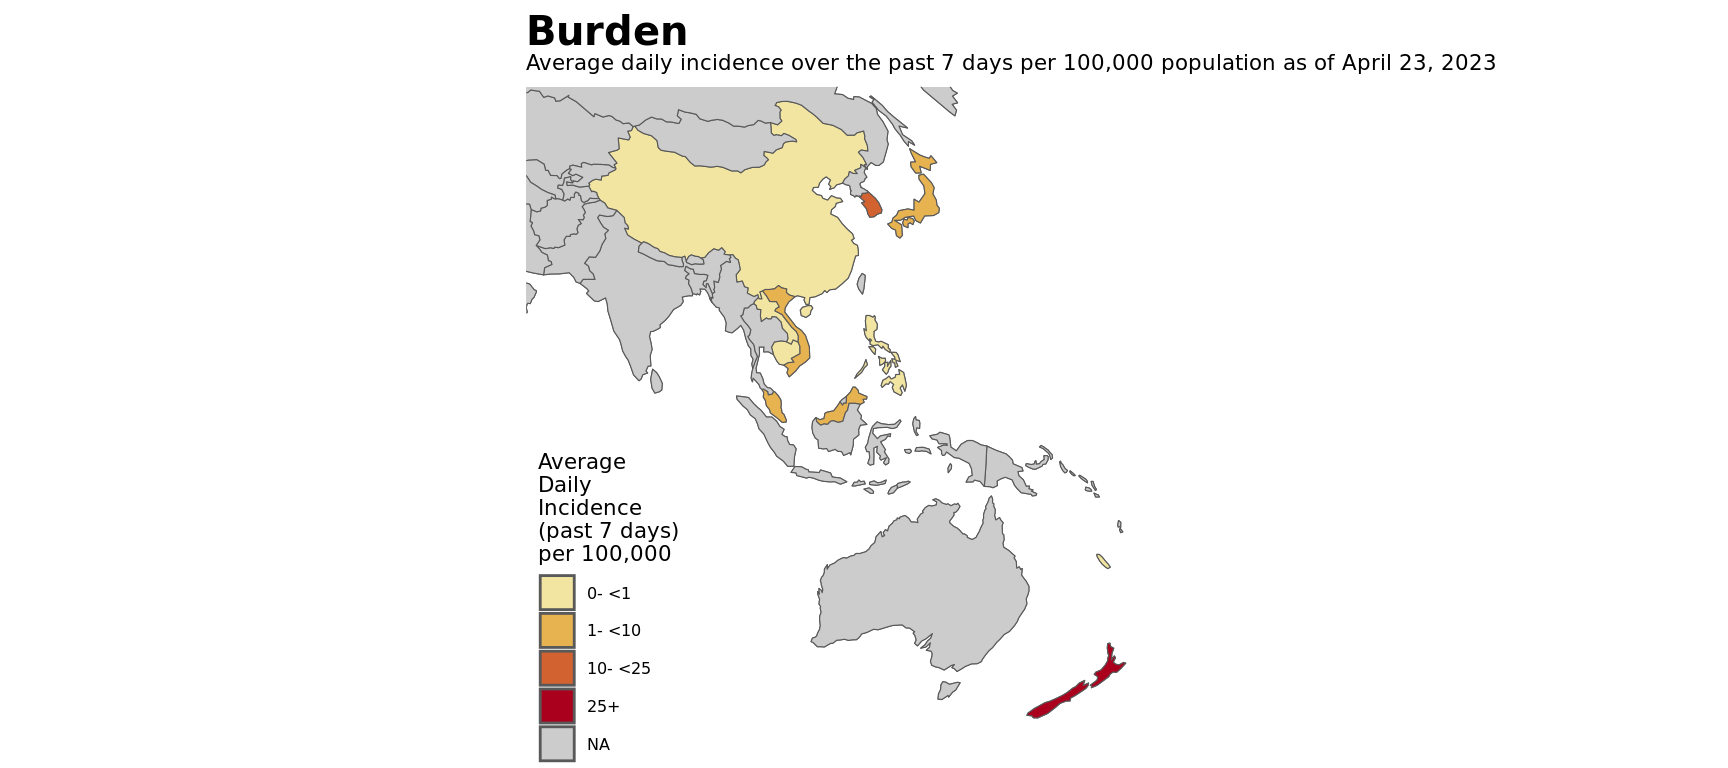 Burden
Average daily incidence over the past 7 days per 100,000 population as of April 23, 2023
Average
Daily
Incidence
(past 7 days)
per 100,000
0- <1
1- <10
10- <25
25+
NA